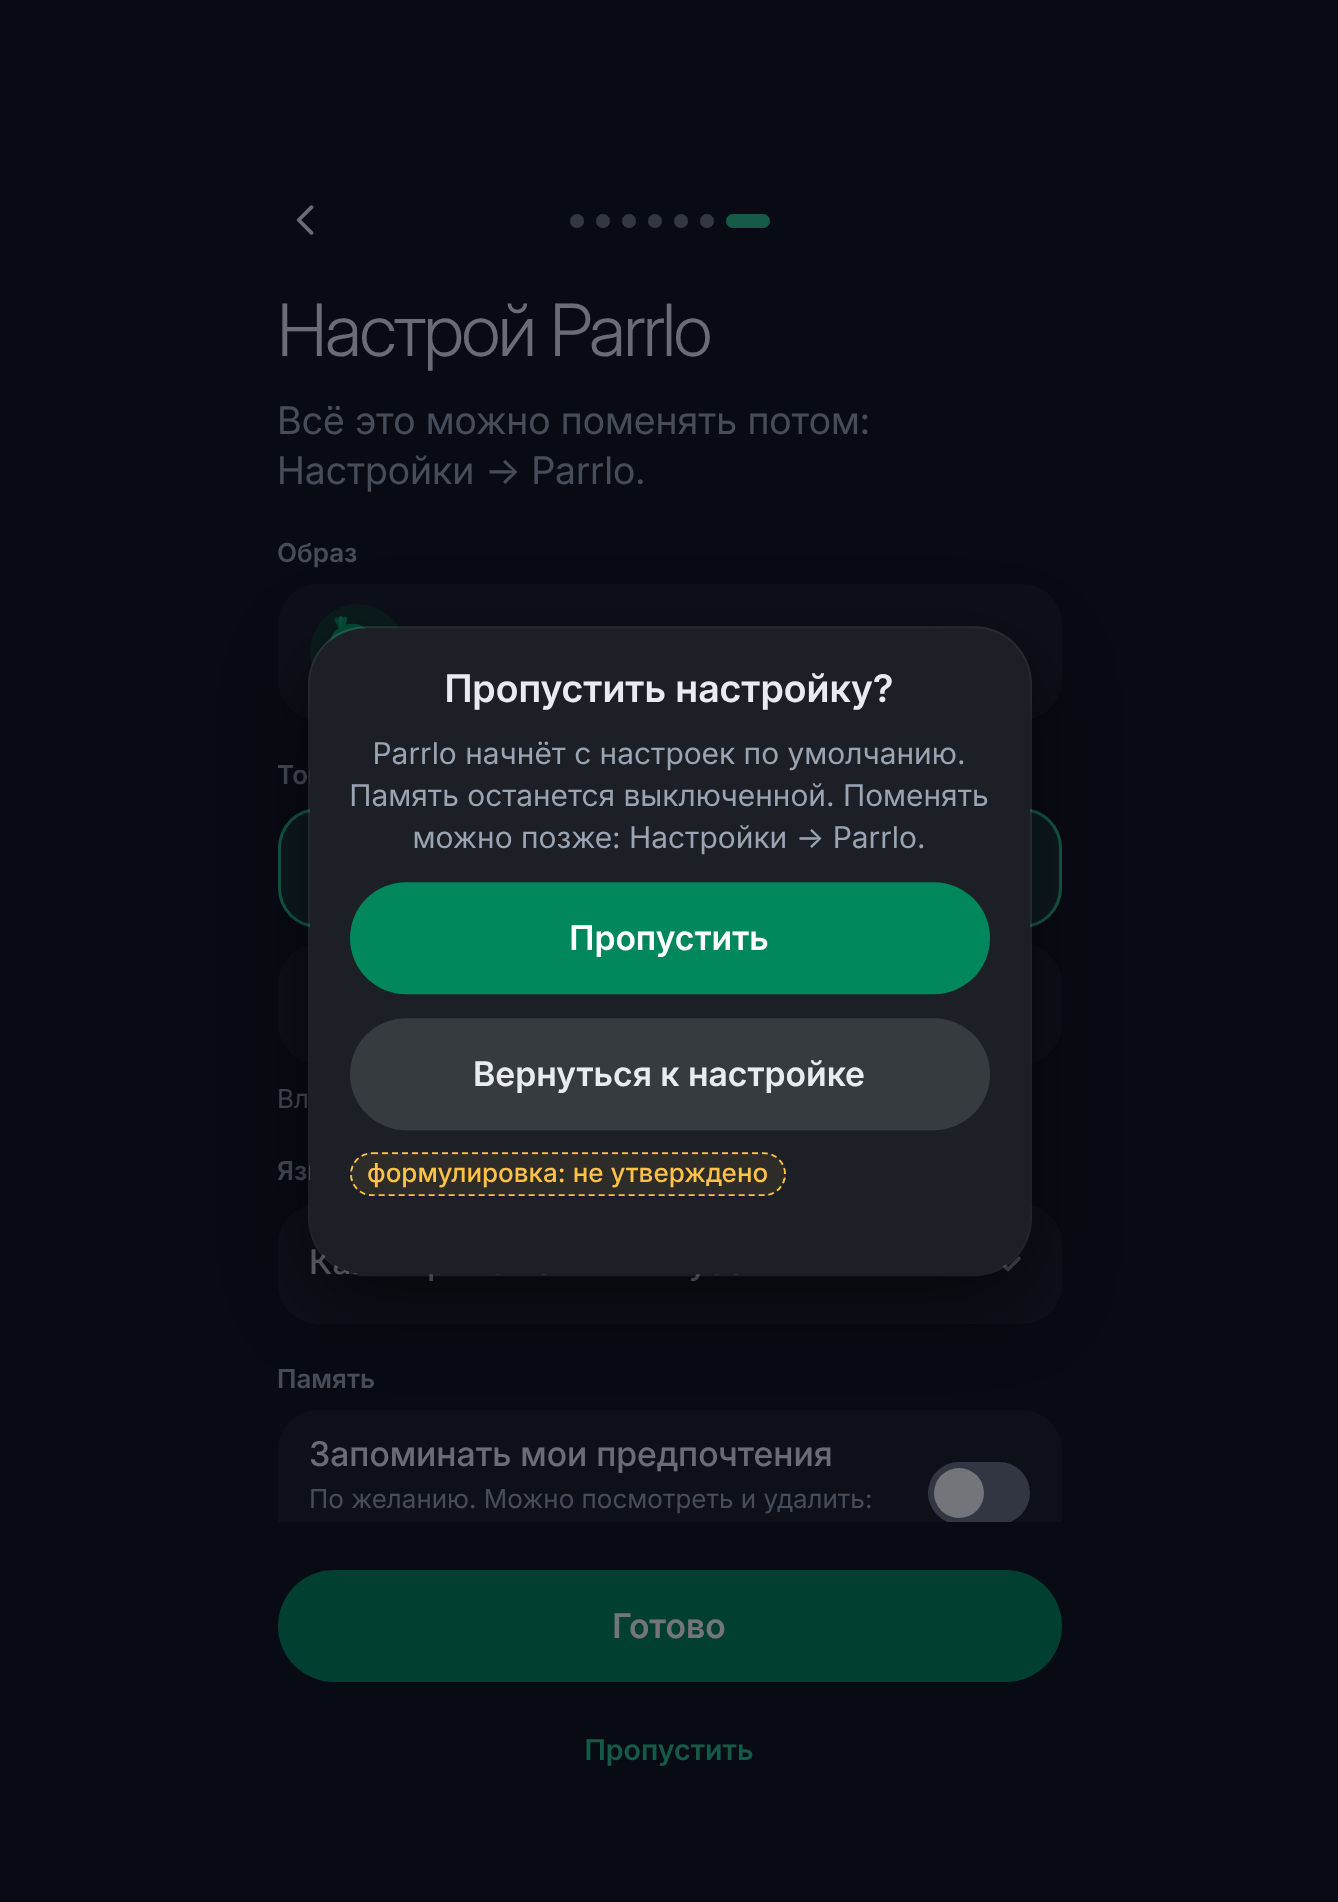 Настрой Parrlo
Всё это можно поменять потом:
Настройки → Parrlo.
Образ
Пропустить настройку?
Parrlo начнёт с настроек по умолчанию.
Память останется выключенной. Поменять
можно позже: Настройки → Parrlo.
Пропустить
Вернуться к настройке
формулировка: не утверждено
Память
Запоминать мои предпочтения
По желанию. Можно посмотреть и удалить:
Готово
Пропустить